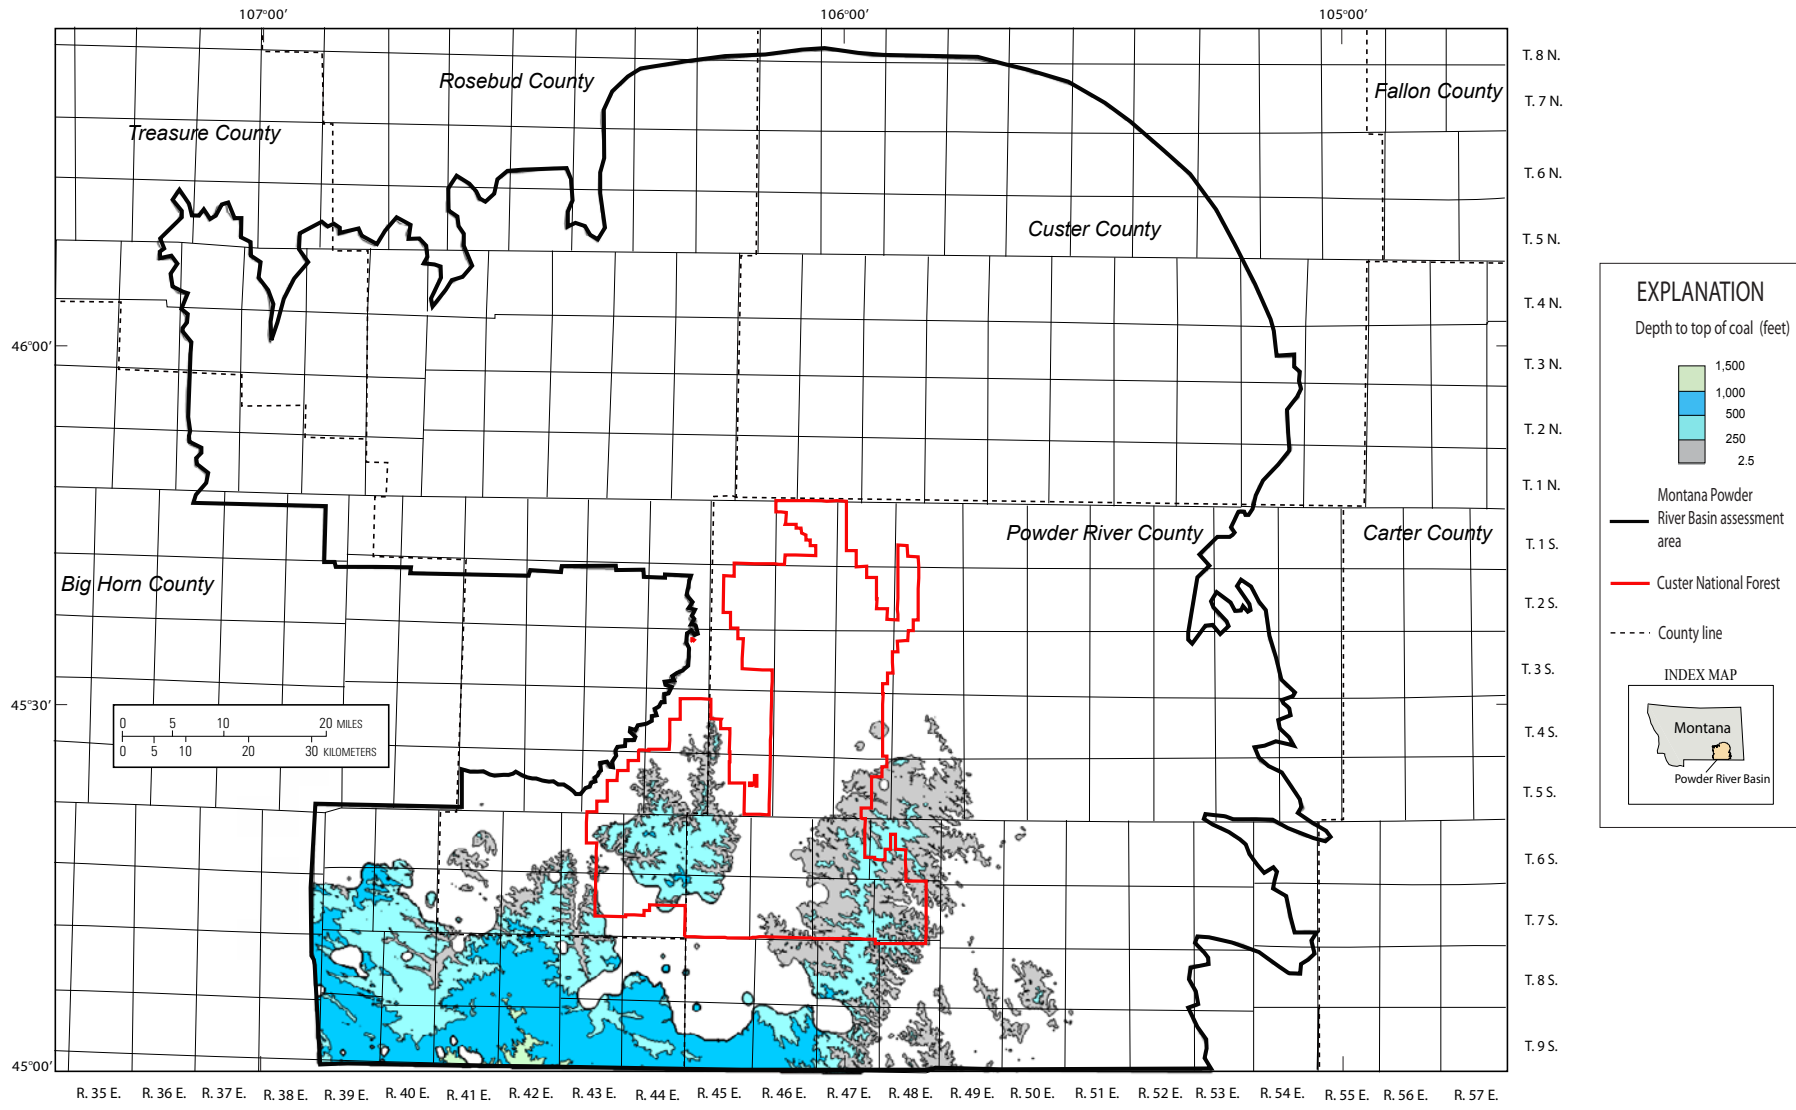 107°00′
106°00′
105°00′
T. 8 N.
Rosebud County
Fallon County
T. 7 N.
Treasure County
T. 6 N.
Custer County
T. 5 N.
T. 4 N.
46°00′
T. 3 N.
T. 2 N.
T. 1 N.
Powder River County
Carter County
T. 1 S.
Big Horn County
T. 2 S.
T. 3 S.
45°30′
T. 4 S.
0 5 10 20 MILES
0 5 10 20 30 KILOMETERS
T. 5 S.
T. 6 S.
T. 7 S.
T. 8 S.
T. 9 S.
45°00′
R. 35 E. R. 36 E. R. 37 E. R. 38 E. R. 39 E. R. 40 E. R. 41 E. R. 42 E. R. 43 E. R. 44 E. R. 45 E. R. 46 E. R. 47 E. R. 48 E. R. 49 E. R. 50 E. R. 51 E. R. 52 E. R. 53 E. R. 54 E. R. 55 E. R. 56 E. R. 57 E.
EXPLANATION
Depth to top of coal (feet)
1,500
1,000
500
250
2.5
Montana Powder
River Basin assessment
area
Custer National Forest
County line
INDEX MAP
Montana
Powder River Basin